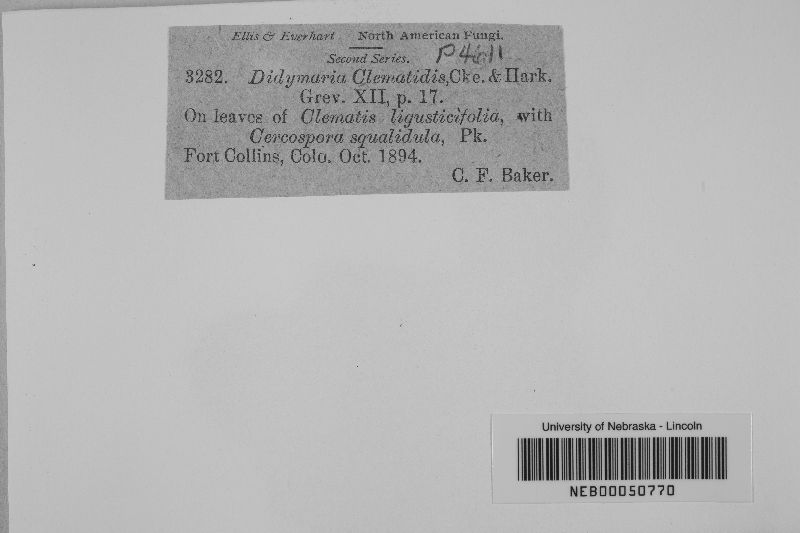 Ellis & Everhart North American Fungi.
Second Series.
3282. Didymaria Clematidis, Cke. & Hark.
Grev. XII, p. 17.
On leaves of Clematis ligusticifolia, with
Cercospora squalidula, Pk.
Fort Collins, Colo. Oct. 1894.
C. F. Baker.
University of Nebraska - Lincoln
NEB00050770